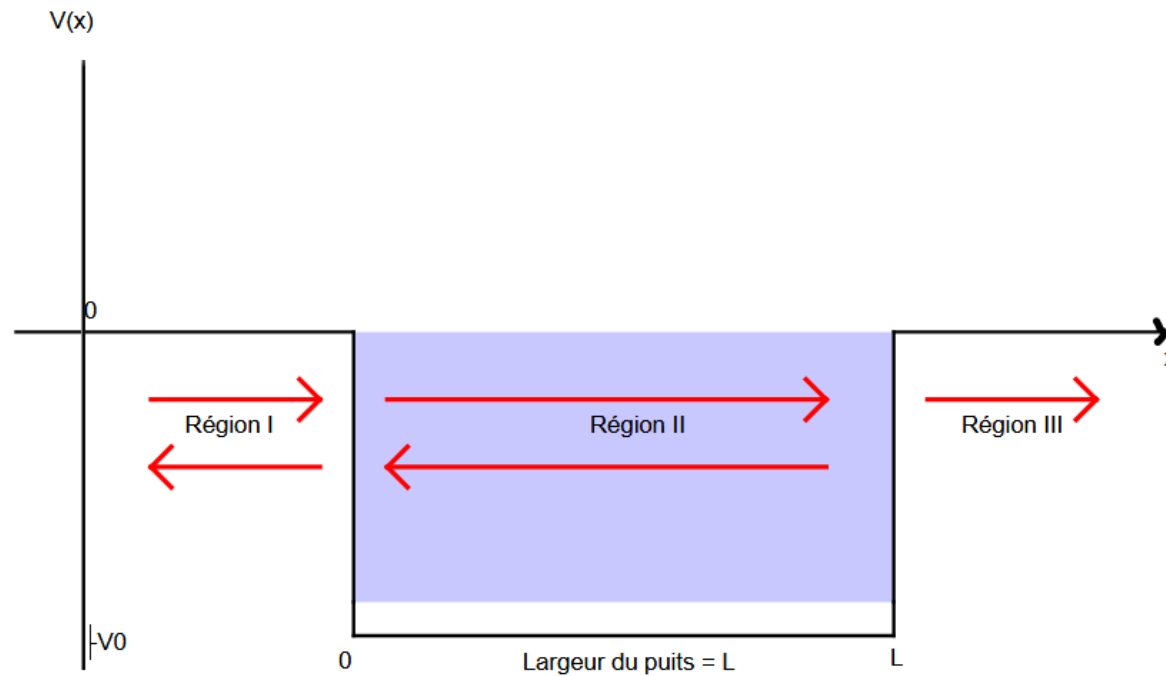 V(x)
0
Région I
Région II
Région III
-V0
0
Largeur du puits = L
L